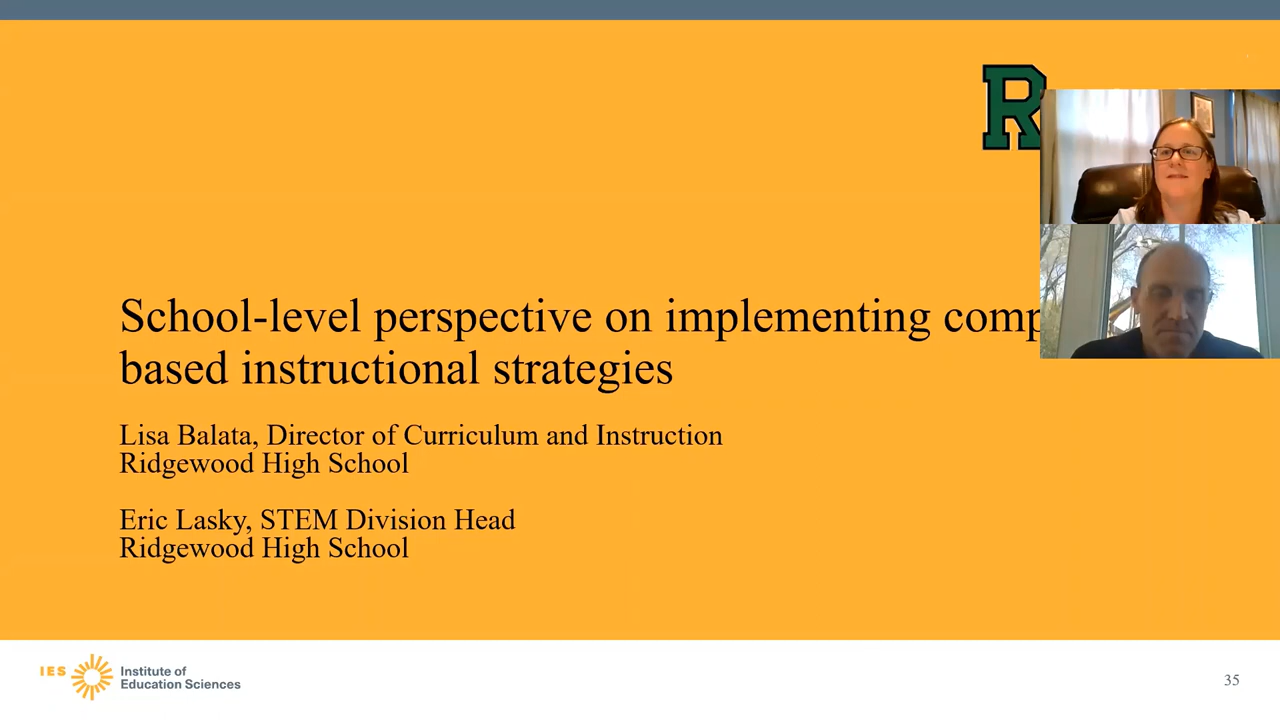 R
School-level perspective on implementing comp
based instructional strategies
Lisa Balata, Director of Curriculum and Instruction
Ridgewood High School
Eric Lasky, STEM Division Head
Ridgewood High School
IES
Institute of
Education Sciences
35